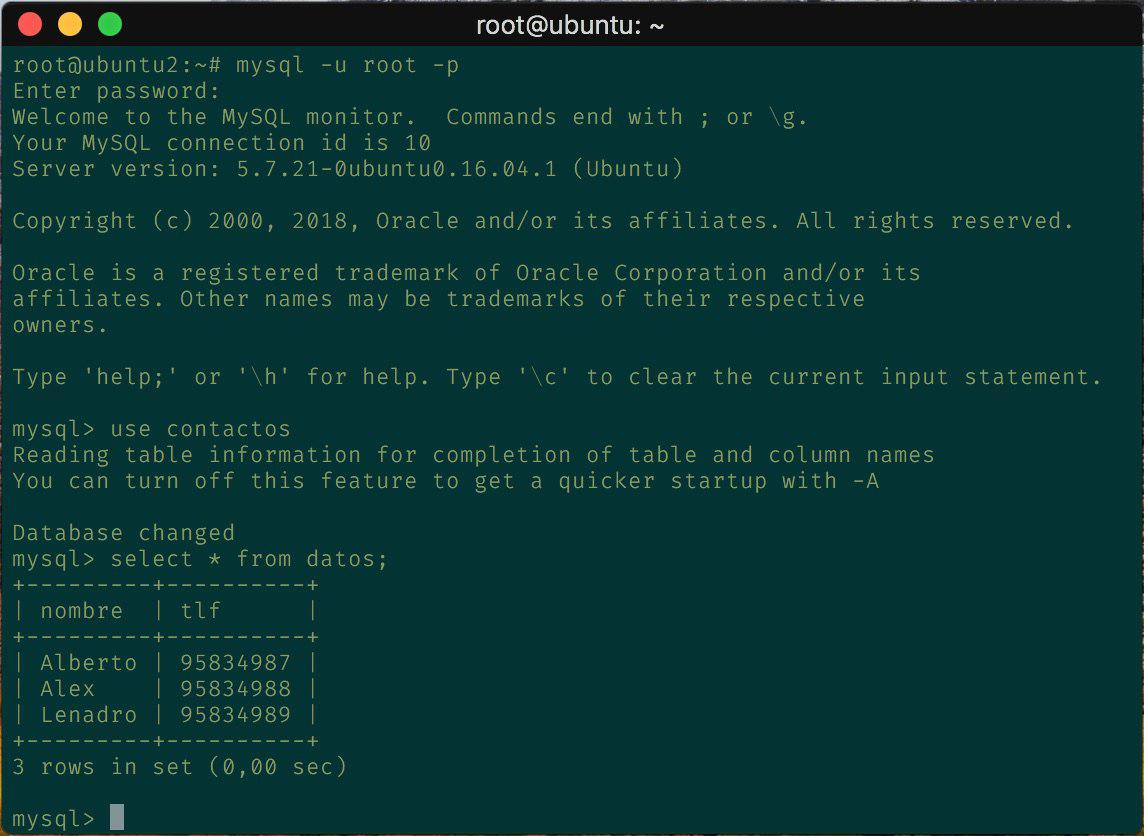 root@ubuntu: ~
root@ubuntu2:~# mysql -u root -p
Enter password:
Welcome to the MySQL monitor.  Commands end with ; or \g.
Your MySQL connection id is 10
Server version: 5.7.21-0ubuntu0.16.04.1 (Ubuntu)

Copyright (c) 2000, 2018, Oracle and/or its affiliates. All rights reserved.

Oracle is a registered trademark of Oracle Corporation and/or its
affiliates. Other names may be trademarks of their respective
owners.

Type 'help;' or '\h' for help. Type '\c' to clear the current input statement.

mysql> use contactos
Reading table information for completion of table and column names
You can turn off this feature to get a quicker startup with -A

Database changed
mysql> select * from datos;
+---------+----------+
| nombre  | tlf      |
+---------+----------+
| Alberto | 95834987 |
| Alex    | 95834988 |
| Lenadro | 95834989 |
+---------+----------+
3 rows in set (0,00 sec)

mysql>